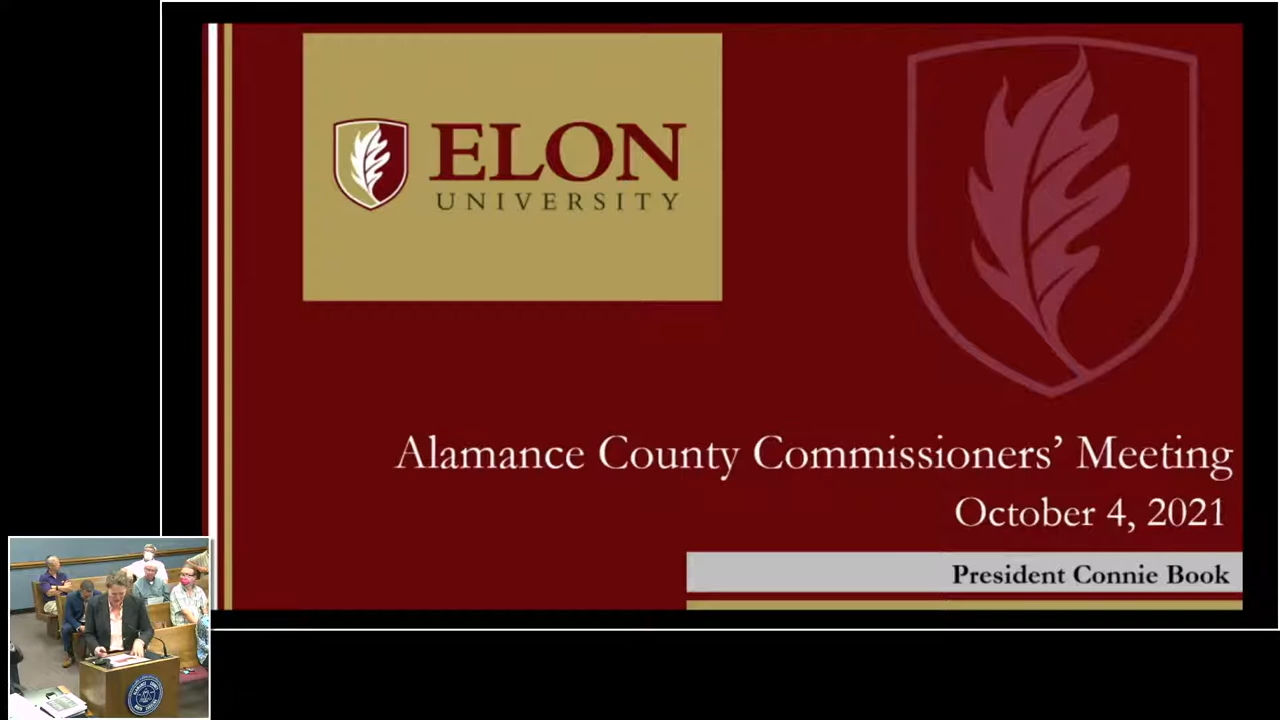 ELON
UNIVERSITY
Alamance County Commissioners’ Meeting
October 4, 2021
President Connie Book